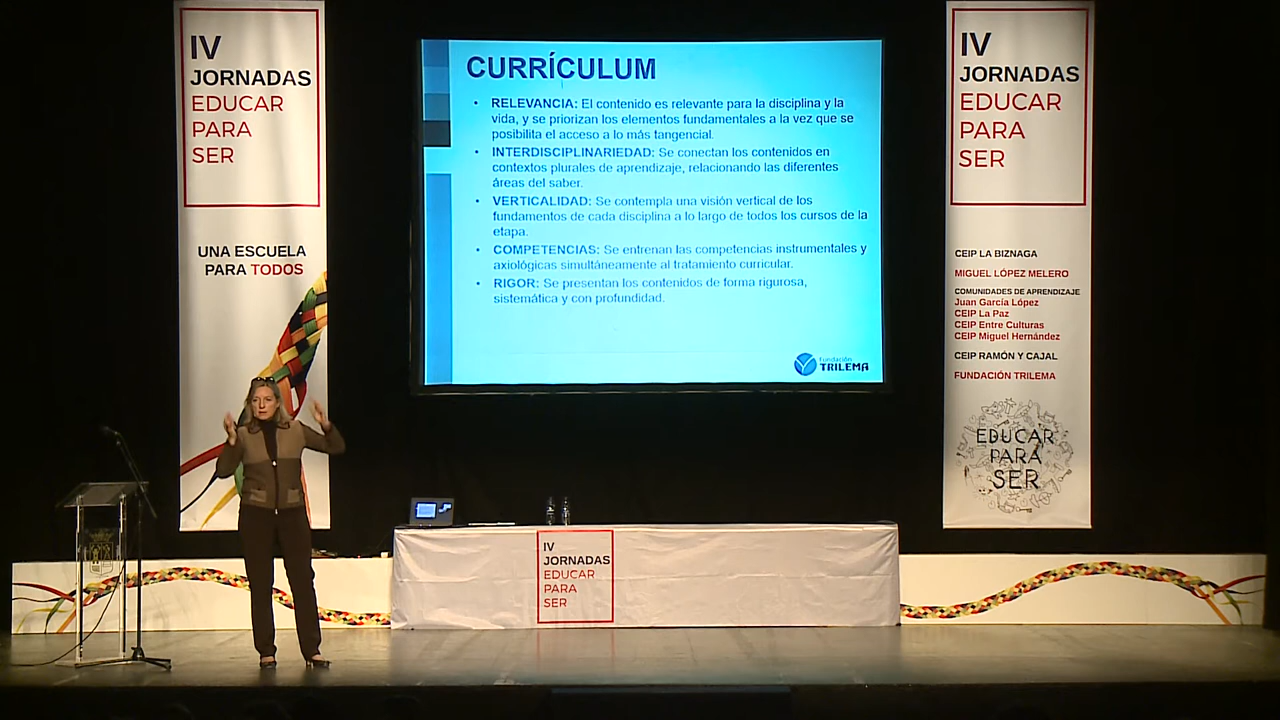 IV
JORNADAS
EDUCAR
PARA
SER
UNA ESCUELA
PARA TODOS
CURRÍCULUM
• RELEVANCIA: El contenido es relevante para la disciplina y la
vida, y se priorizan los elementos fundamentales a la vez que se
posibilita el acceso a lo más tangencial.
• INTERDISCIPLINARIEDAD: Se conectan los contenidos en
contextos plurales de aprendizaje, relacionando las diferentes
áreas del saber.
• VERTICALIDAD: Se contempla una visión vertical de los
fundamentos de cada disciplina a lo largo de todos los cursos de la
etapa.
• COMPETENCIAS: Se entrenan las competencias instrumentales y
axiológicas simultáneamente al tratamiento curricular.
• RIGOR: Se presentan los contenidos de forma rigurosa,
sistemática y con profundidad.
Fundación
TRILEMA
IV
JORNADAS
EDUCAR
PARA
SER
CEIP LA BIZNAGA
MIGUEL LÓPEZ MELERO
COMUNIDADES DE APRENDIZAJE
Juan García López
CEIP La Paz
CEIP Entre Culturas
CEIP Miguel Hernández
CEIP RAMÓN Y CAJAL
FUNDACIÓN TRILEMA
EDUCAR
PARA
SER
IV
JORNADAS
EDUCAR
PARA
SER